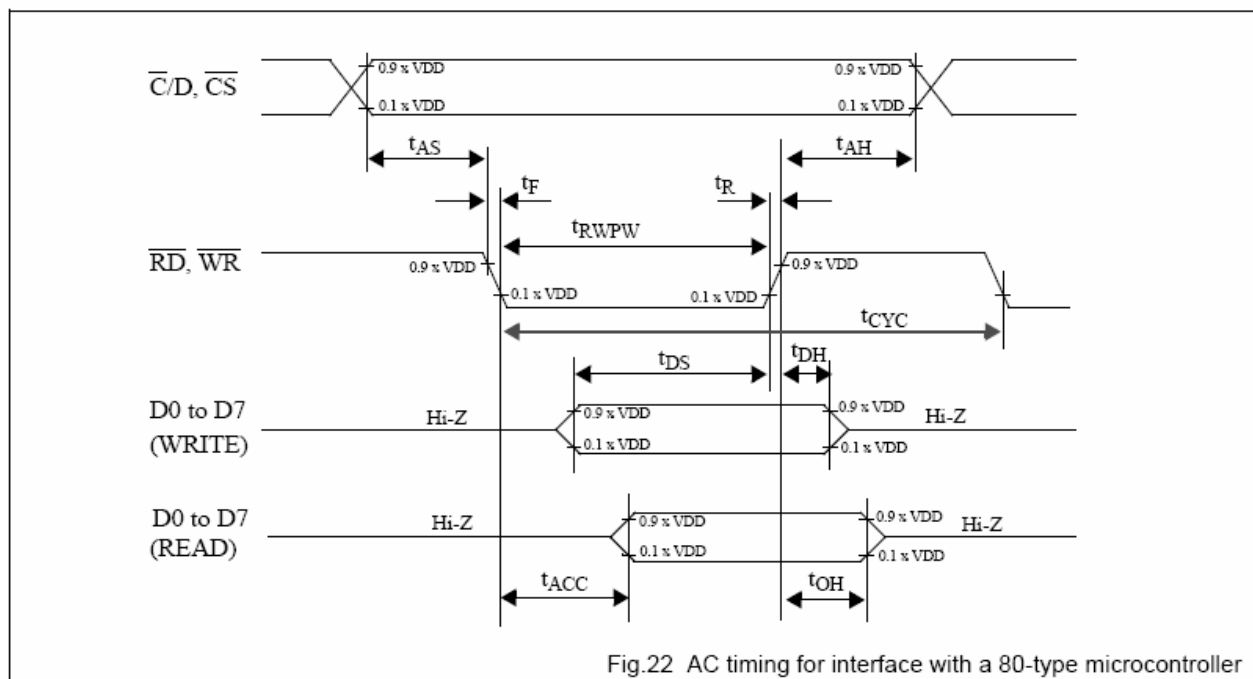 C̅/D, C̅S̅
0.9 x VDD
0.9 x VDD
0.1 x VDD
0.1 x VDD
tAS
tAH
tF
tR
tRWPW
R̅D̅, W̅R̅
0.9 x VDD
0.9 x VDD
0.1 x VDD
0.1 x VDD
tCYC
tDS
tDH
D0 to D7
(WRITE)
Hi-Z
0.9 x VDD
0.9 x VDD
Hi-Z
0.1 x VDD
0.1 x VDD
D0 to D7
(READ)
Hi-Z
0.9 x VDD
0.9 x VDD
Hi-Z
0.1 x VDD
0.1 x VDD
tACC
tOH
Fig.22 AC timing for interface with a 80-type microcontroller